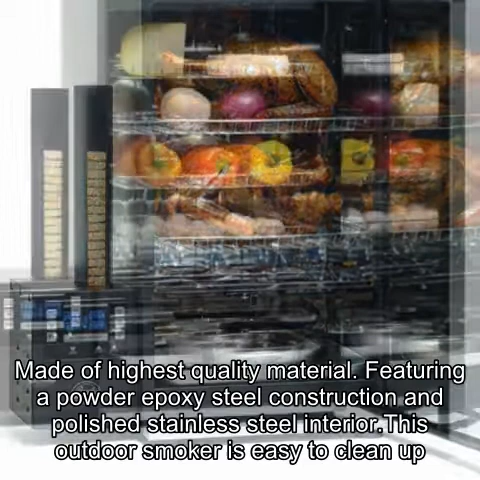 Made of highest quality material. Featuring
a powder epoxy steel construction and
polished stainless steel interior.This
outdoor smoker is easy to clean up